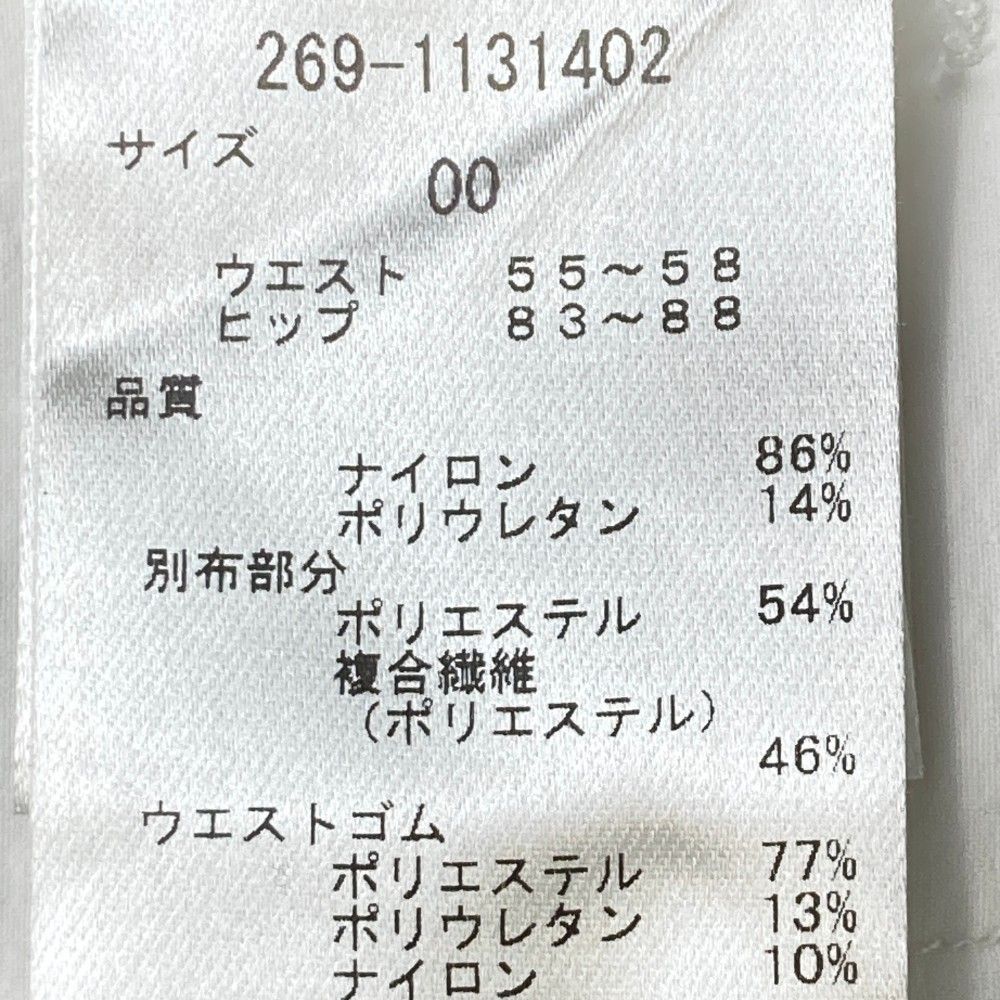 269-1131402
サイズ
00
ウエスト 55～58
ヒップ 83～88
品質
ナイロン 86%
ポリウレタン 14%
別布部分
ポリエステル 54%
複合繊維
(ポリエステル)
46%
ウエストゴム
ポリエステル 77%
ポリウレタン 13%
ナイロン 10%